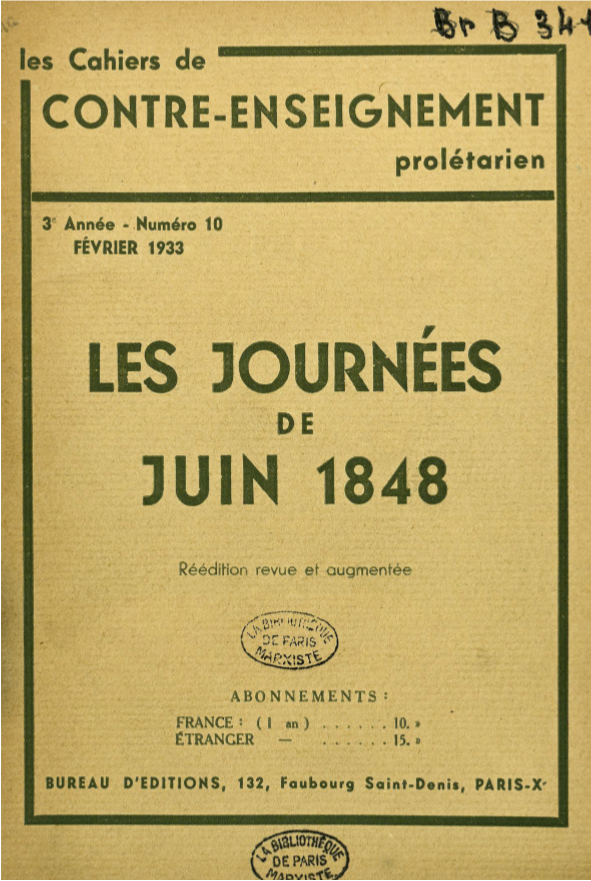 Br B 34
les Cahiers de
CONTRE-ENSEIGNEMENT
prolétarien
3e Année - Numéro 10
FÉVRIER 1933
LES JOURNÉES
DE
JUIN 1848
Réédition revue et augmentée
LA BIBLIOTHÈQUE
DE PARIS
MARXISTE
ABONNEMENTS :
FRANCE : ( 1 an ) . . . . . . 10. »
ÉTRANGER — . . . . . . 15. »
BUREAU D'EDITIONS, 132, Faubourg Saint-Denis, PARIS-Xe
LA BIBLIOTHÈQUE
DE PARIS
MARXISTE